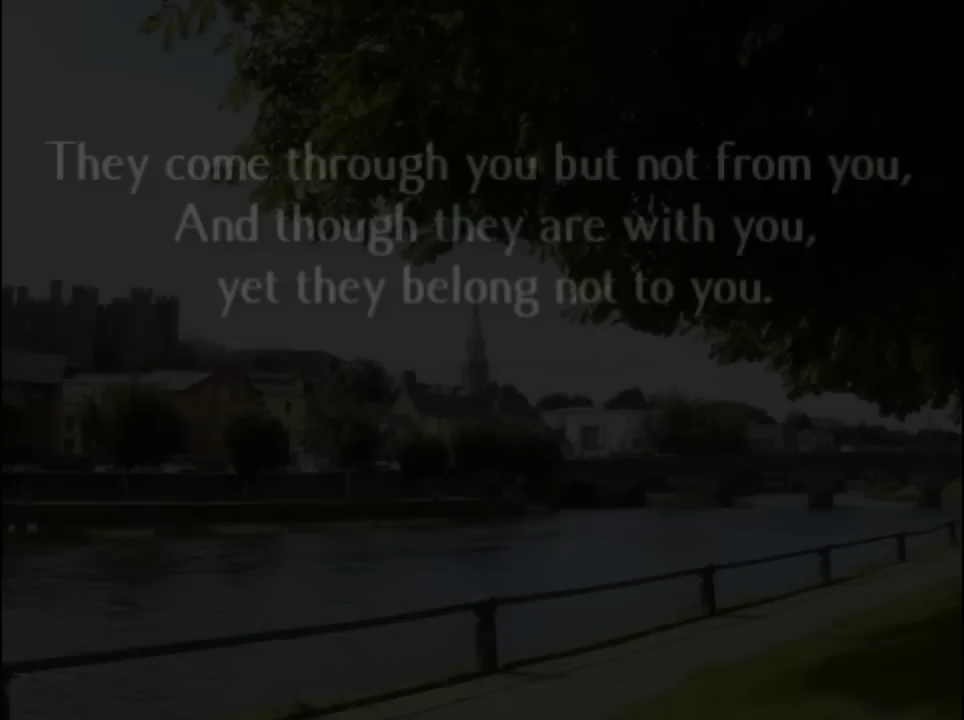 They come through you but not from you,
And though they are with you,
yet they belong not to you.